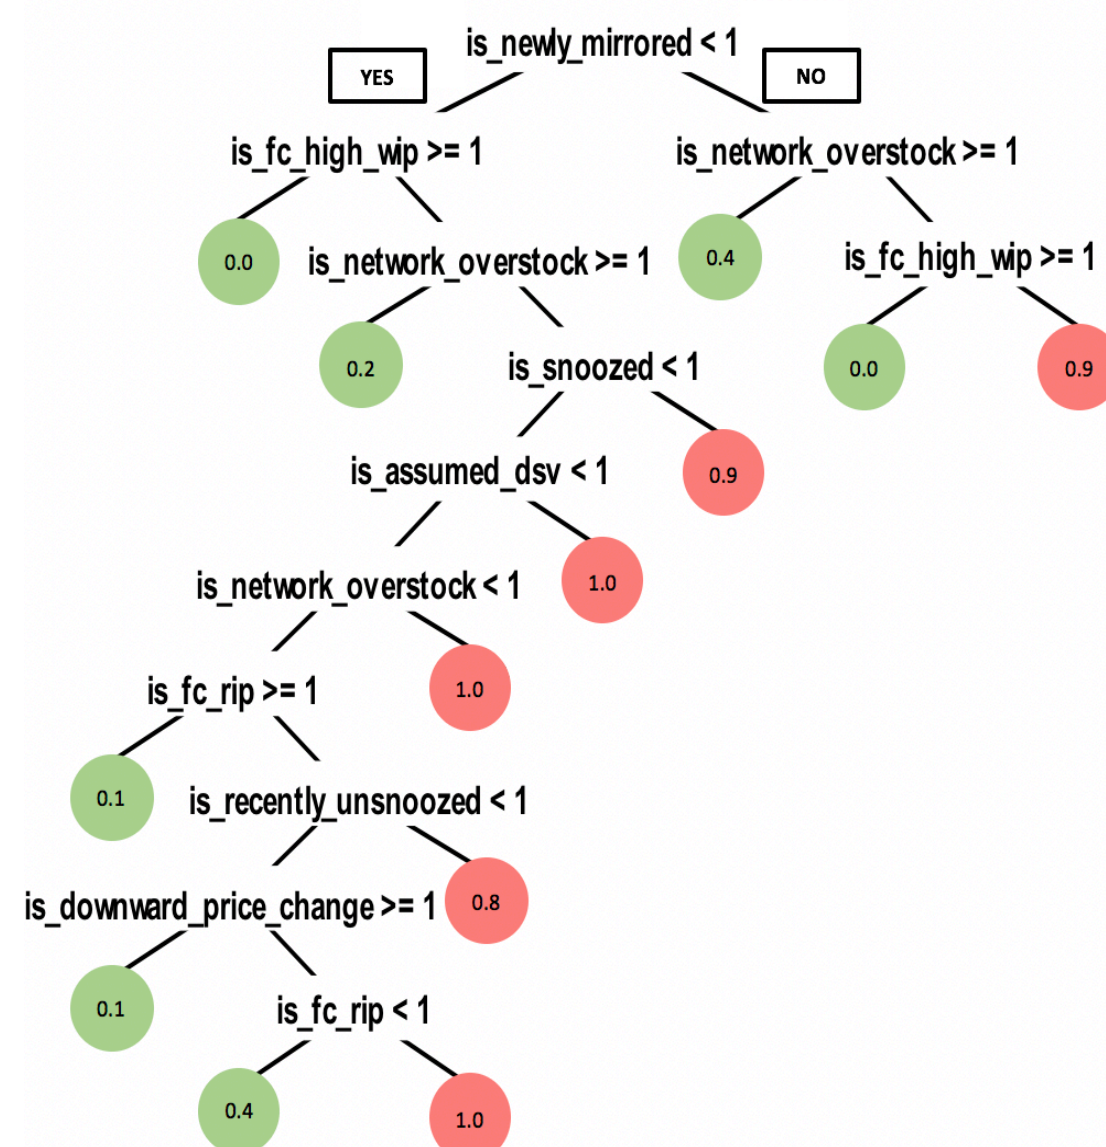 is_newly_mirrored < 1
YES
NO
is_fc_high_wip >= 1
is_network_overstock >= 1
0.0
is_network_overstock >= 1
0.4
is_fc_high_wip >= 1
0.2
is_snoozed < 1
0.0
0.9
is_assumed_dsv < 1
0.9
is_network_overstock < 1
1.0
is_fc_rip >= 1
1.0
0.1
is_recently_unsnoozed < 1
is_downward_price_change >= 1
0.8
0.1
is_fc_rip < 1
0.4
1.0